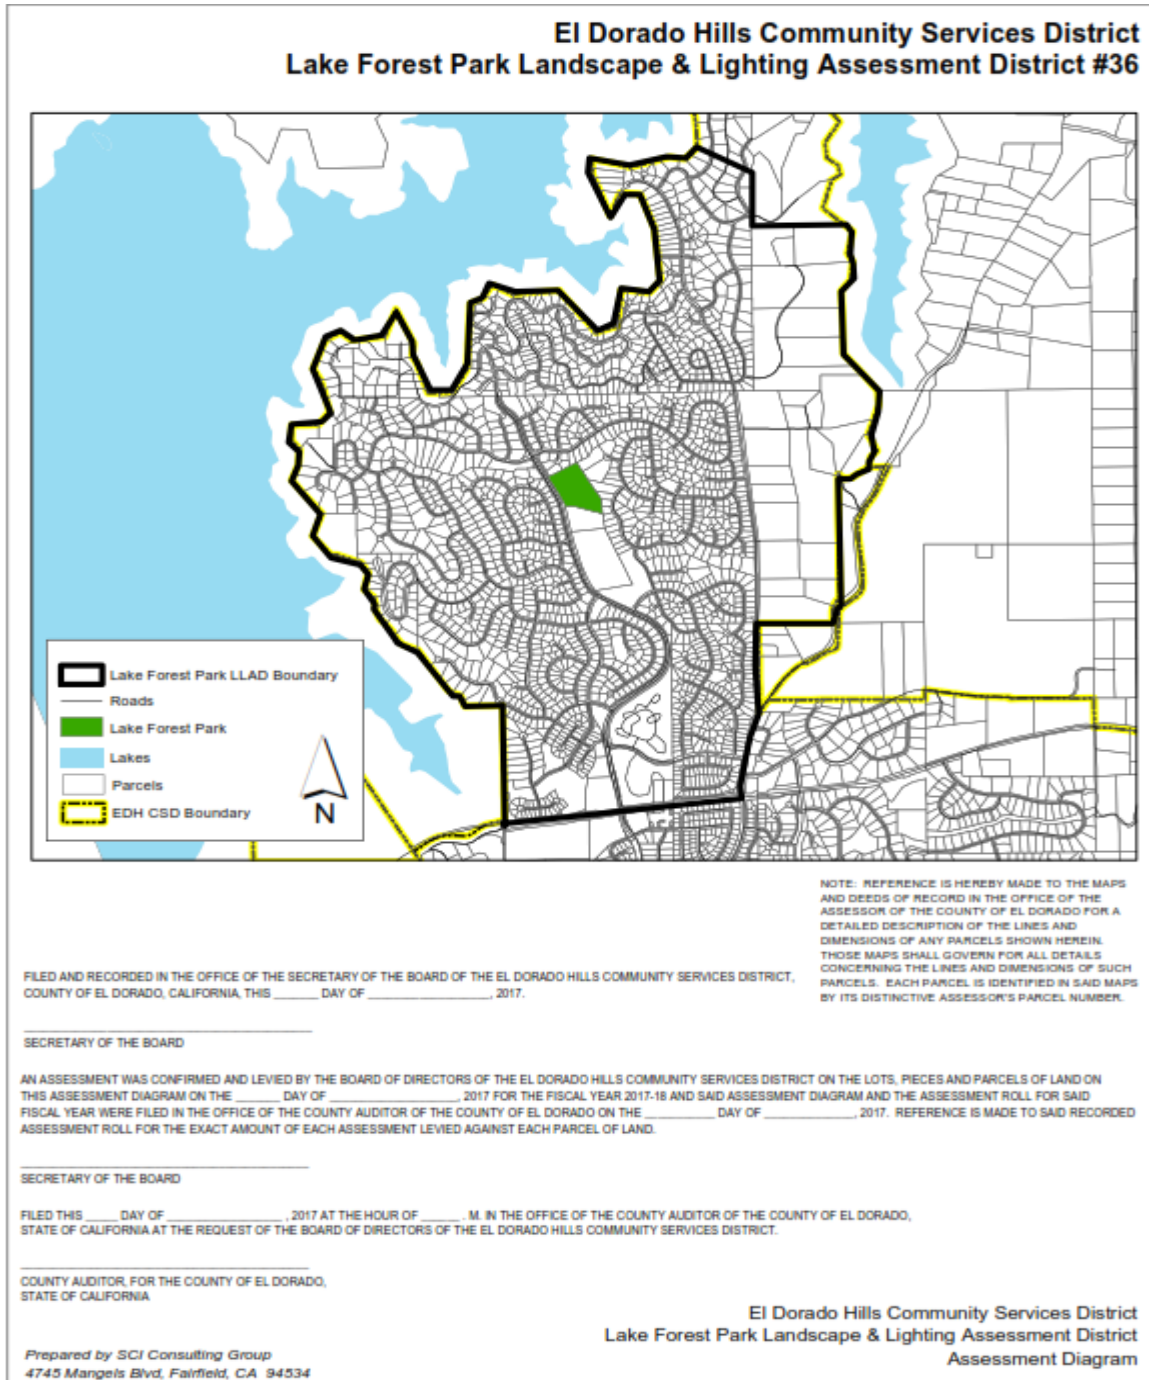 El Dorado Hills Community Services District
Lake Forest Park Landscape & Lighting Assessment District #36
Lake Forest Park LLAD Boundary
Roads
Lake Forest Park
Lakes
Parcels
EDH CSD Boundary
N
NOTE: REFERENCE IS HEREBY MADE TO THE MAPS
AND DEEDS OF RECORD IN THE OFFICE OF THE
ASSESSOR OF THE COUNTY OF EL DORADO FOR A
DETAILED DESCRIPTION OF THE LINES AND
DIMENSIONS OF ANY PARCELS SHOWN HEREIN.
THOSE MAPS SHALL GOVERN FOR ALL DETAILS
CONCERNING THE LINES AND DIMENSIONS OF SUCH
PARCELS. EACH PARCEL IS IDENTIFIED IN SAID MAPS
BY ITS DISTINCTIVE ASSESSOR'S PARCEL NUMBER.
FILED AND RECORDED IN THE OFFICE OF THE SECRETARY OF THE BOARD OF THE EL DORADO HILLS COMMUNITY SERVICES DISTRICT,
COUNTY OF EL DORADO, CALIFORNIA, THIS _______ DAY OF ____________________, 2017.
SECRETARY OF THE BOARD
AN ASSESSMENT WAS CONFIRMED AND LEVIED BY THE BOARD OF DIRECTORS OF THE EL DORADO HILLS COMMUNITY SERVICES DISTRICT ON THE LOTS, PIECES AND PARCELS OF LAND ON
THIS ASSESSMENT DIAGRAM ON THE _______ DAY OF _____________________, 2017 FOR THE FISCAL YEAR 2017-18 AND SAID ASSESSMENT DIAGRAM AND THE ASSESSMENT ROLL FOR SAID
FISCAL YEAR WERE FILED IN THE OFFICE OF THE COUNTY AUDITOR OF THE COUNTY OF EL DORADO ON THE ___________ DAY OF _______________, 2017. REFERENCE IS MADE TO SAID RECORDED
ASSESSMENT ROLL FOR THE EXACT AMOUNT OF EACH ASSESSMENT LEVIED AGAINST EACH PARCEL OF LAND.
SECRETARY OF THE BOARD
FILED THIS _____ DAY OF ___________________, 2017 AT THE HOUR OF ______ . M. IN THE OFFICE OF THE COUNTY AUDITOR OF THE COUNTY OF EL DORADO,
STATE OF CALIFORNIA AT THE REQUEST OF THE BOARD OF DIRECTORS OF THE EL DORADO HILLS COMMUNITY SERVICES DISTRICT.
COUNTY AUDITOR, FOR THE COUNTY OF EL DORADO,
STATE OF CALIFORNIA
El Dorado Hills Community Services District
Lake Forest Park Landscape & Lighting Assessment District
Assessment Diagram
Prepared by SCI Consulting Group
4745 Mangels Blvd, Fairfield, CA 94534